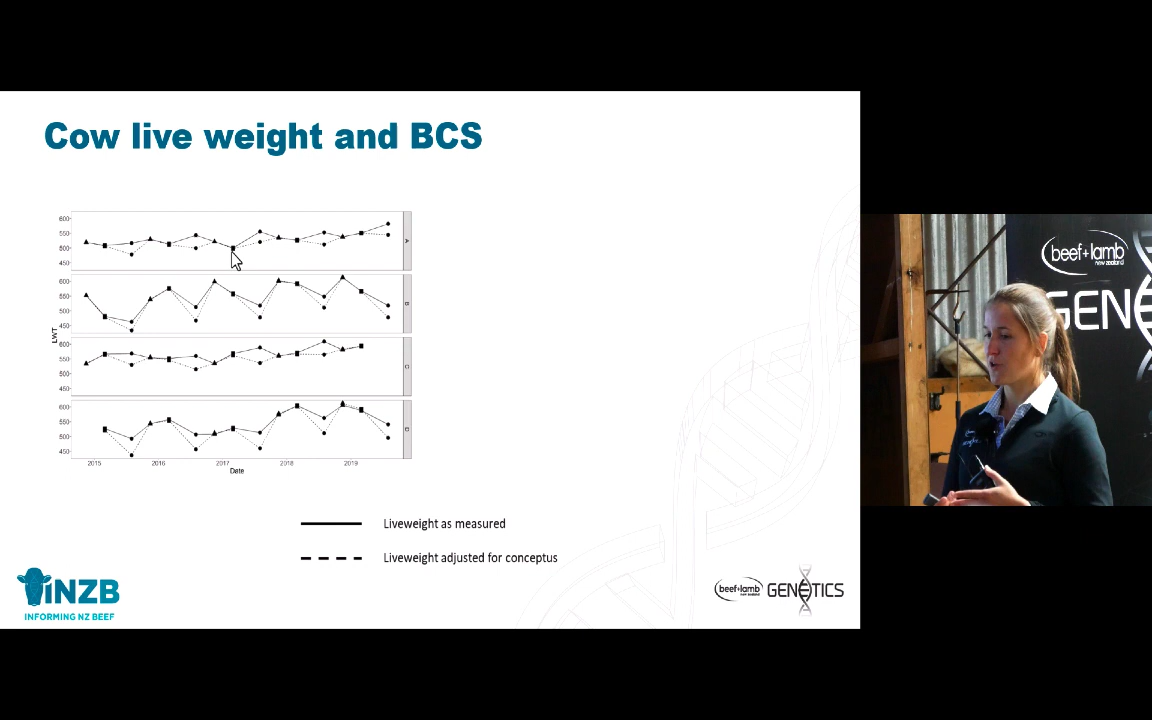 Cow live weight and BCS
600
550
500
450
A
600
550
500
450
B
600
550
500
450
C
600
550
500
450
D
LWT
2015 2016 2017 2018 2019
Date
Liveweight as measured
Liveweight adjusted for conceptus
iNZB
INFORMING NZ BEEF
beef+lamb
new zealand
GENETICS
beef+lamb
new zealand
GENE